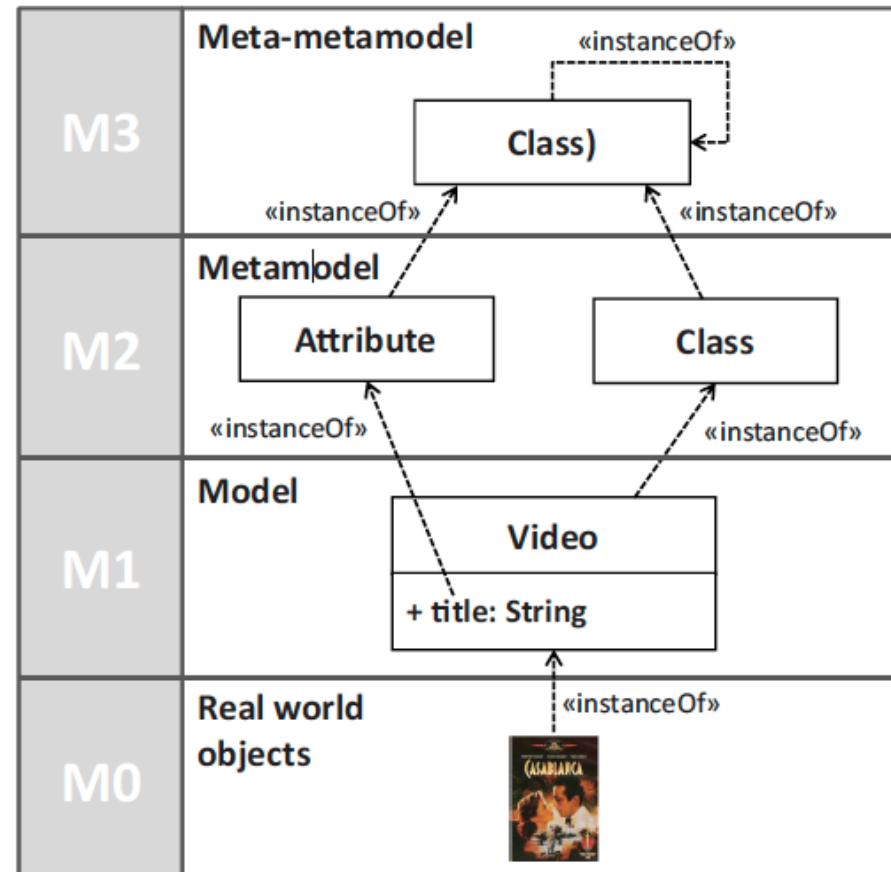 Meta-metamodel
«instanceOf»
M3
Class)
«instanceOf»
«instanceOf»
Metamodel
M2
Attribute
Class
«instanceOf»
«instanceOf»
Model
M1
Video
+ title: String
Real world
objects
«instanceOf»
M0
CASABLANCA